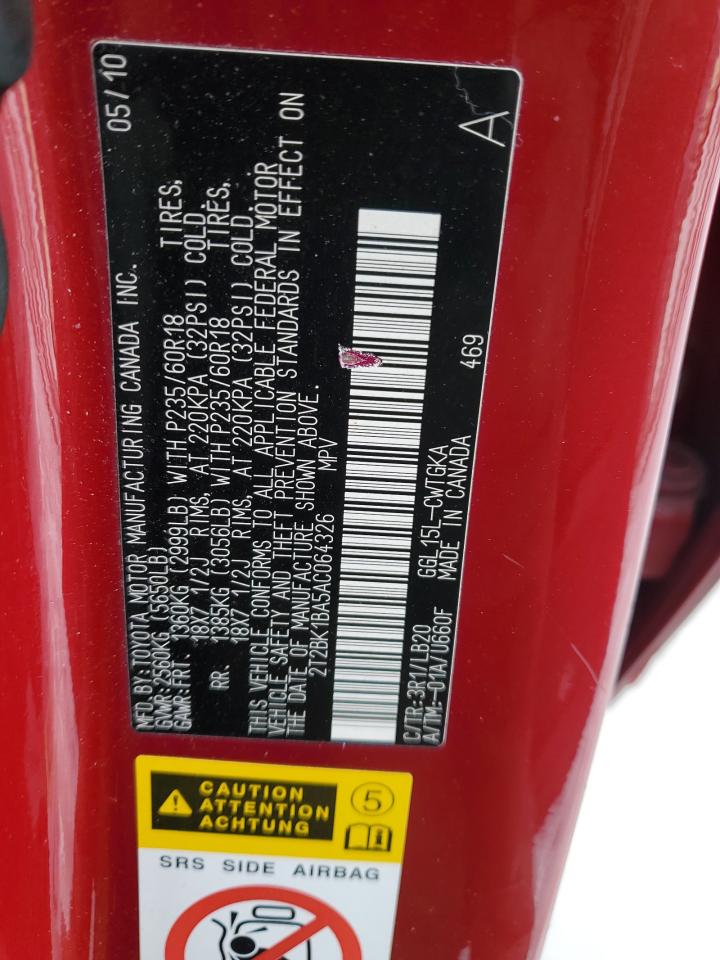 MFD. BY: TOYOTA MOTOR MANUFACTURING CANADA INC. 05/10
GVWR: 2560KG (5650LB)
GAWR: FRT 1360KG (2999LB) WITH P235/60R18 TIRES,
18X7 1/2J RIMS, AT 220KPA (32PSI) COLD.
RR. 1385KG (3056LB) WITH P235/60R18 TIRES,
18X7 1/2J RIMS, AT 220KPA (32PSI) COLD.
THIS VEHICLE CONFORMS TO ALL APPLICABLE FEDERAL MOTOR
VEHICLE SAFETY AND THEFT PREVENTION STANDARDS IN EFFECT ON
THE DATE OF MANUFACTURE SHOWN ABOVE.
2T2BK1BA5AC064326 MPV
C/TR: 3R1/LB20 GGL15L-CWTGKA
A/TM: -01A/U660F MADE IN CANADA 469
A
CAUTION
ATTENTION
ACHTUNG
5
SRS SIDE AIRBAG